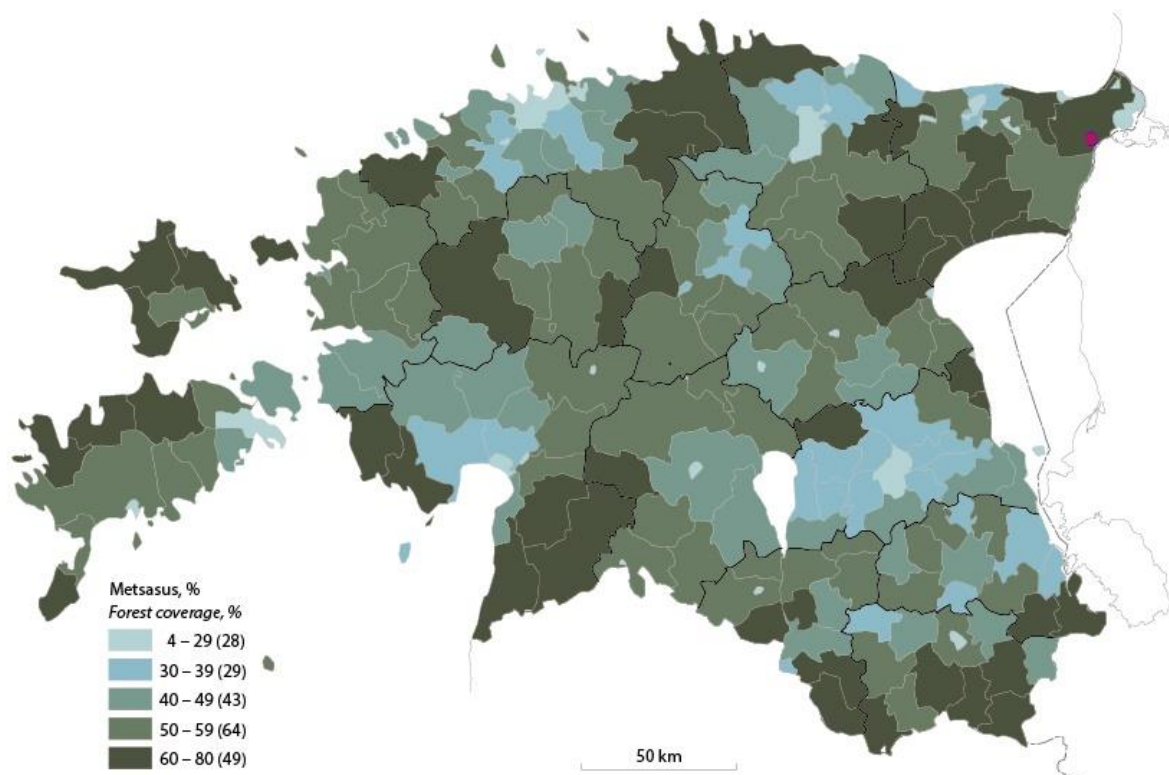 Metsasus, %
Forest coverage, %
4 – 29 (28)
30 – 39 (29)
40 – 49 (43)
50 – 59 (64)
60 – 80 (49)
50 km